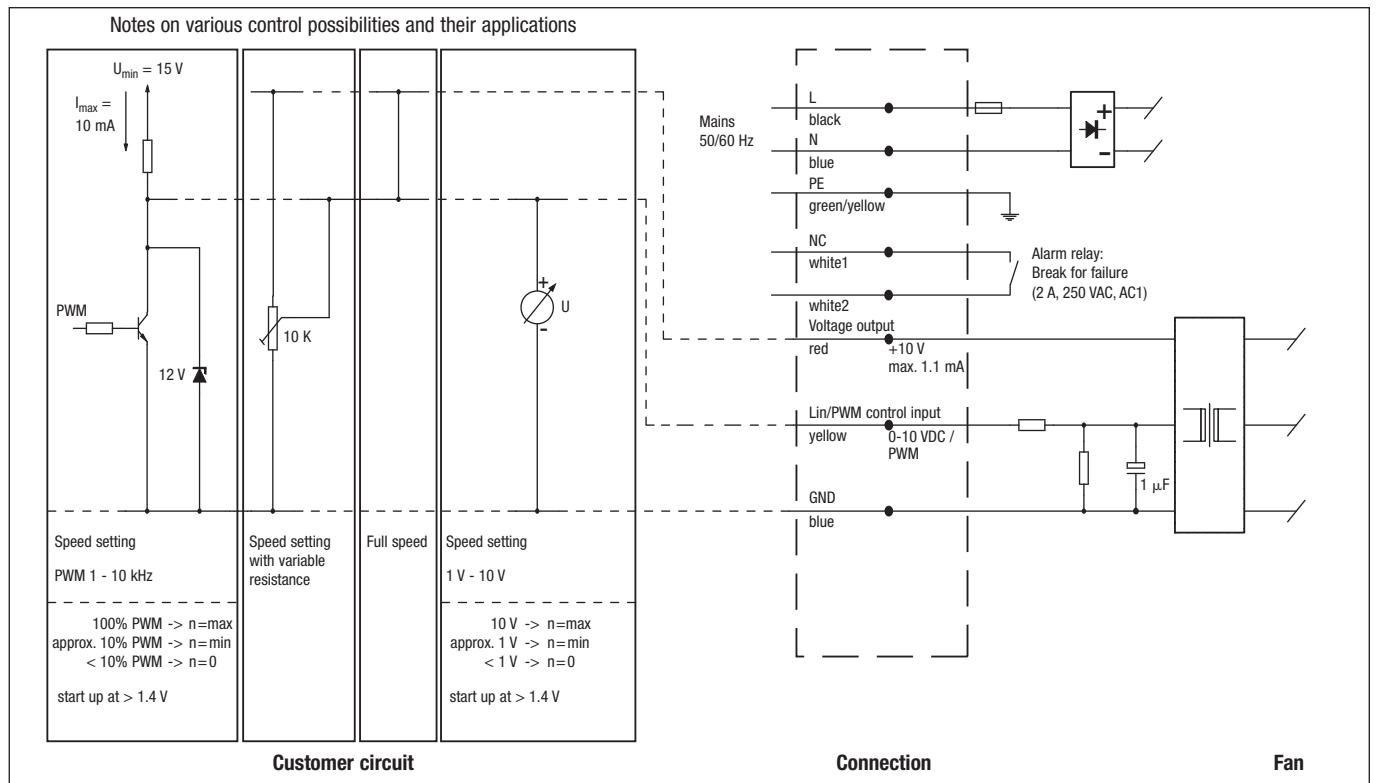 Notes on various control possibilities and their applications
Umin = 15 V
Imax =
10 mA
PWM
12 V
10 K
+
U
-
Speed setting
PWM 1 - 10 kHz
100% PWM -> n=max
approx. 10% PWM -> n=min
< 10% PWM -> n=0
start up at > 1.4 V
Speed setting
with variable
resistance
Full speed
Speed setting
1 V - 10 V
10 V -> n=max
approx. 1 V -> n=min
< 1 V -> n=0
start up at > 1.4 V
Customer circuit
Mains
50/60 Hz
L
black
N
blue
PE
green/yellow
NC
white1
white2
Voltage output
red
+10 V
max. 1.1 mA
Lin/PWM control input
yellow
0-10 VDC /
PWM
GND
blue
Connection
+
-
Alarm relay:
Break for failure
(2 A, 250 VAC, AC1)
1 μF
Fan